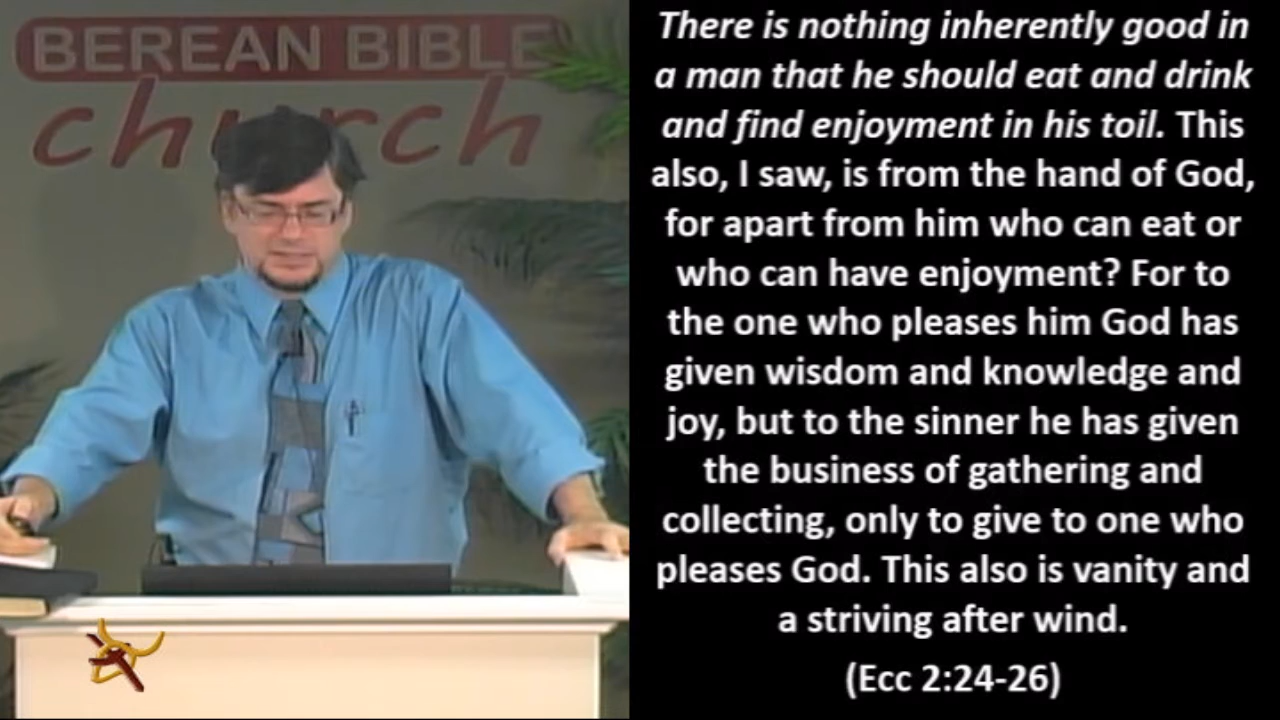 BEREAN BIBLE
church
There is nothing inherently good in
a man that he should eat and drink
and find enjoyment in his toil. This
also, I saw, is from the hand of God,
for apart from him who can eat or
who can have enjoyment? For to
the one who pleases him God has
given wisdom and knowledge and
joy, but to the sinner he has given
the business of gathering and
collecting, only to give to one who
pleases God. This also is vanity and
a striving after wind.
(Ecc 2:24-26)